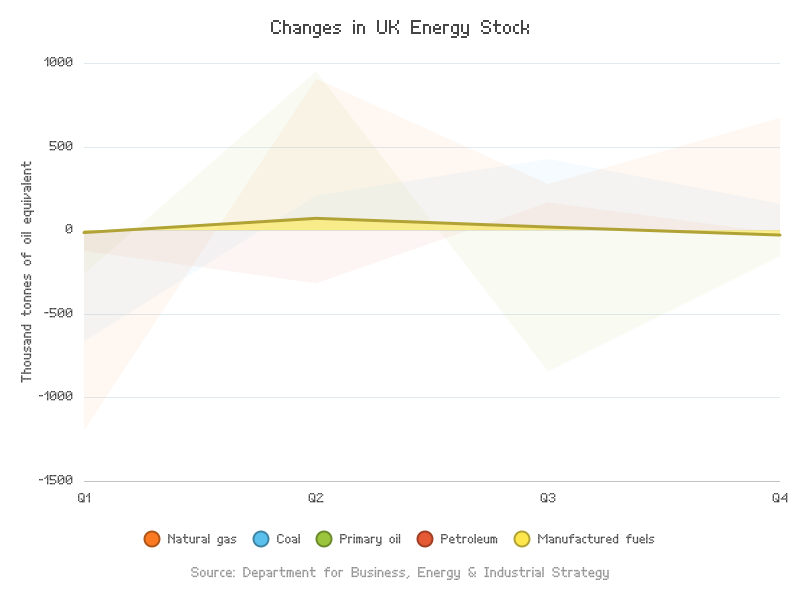 Changes in UK Energy Stock
Thousand tonnes of oil equivalent
1000
500
0
-500
-1000
-1500
Q1 Q2 Q3 Q4
Natural gas Coal Primary oil Petroleum Manufactured fuels
Source: Department for Business, Energy & Industrial Strategy